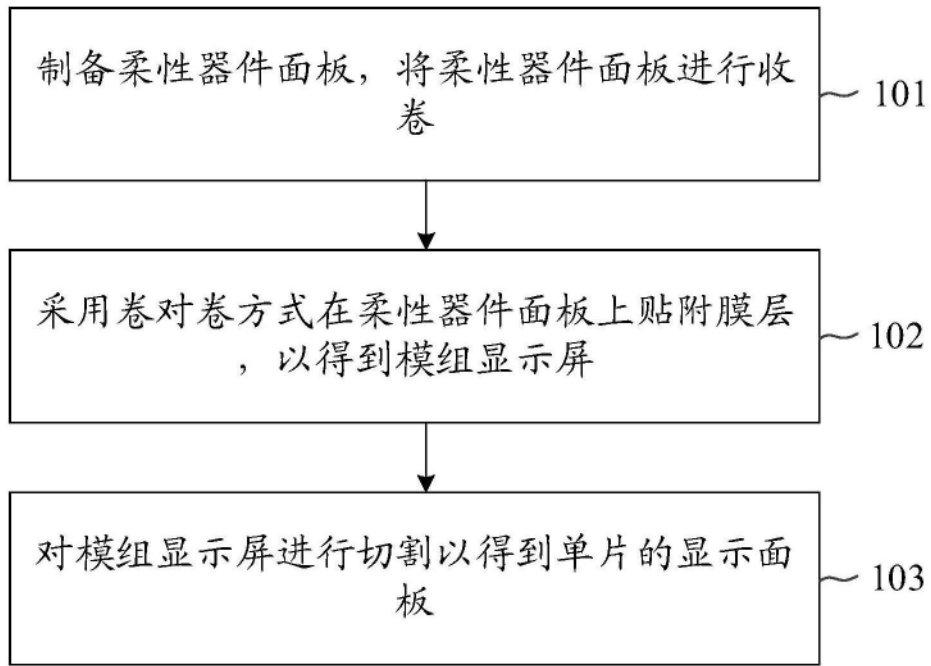 制备柔性器件面板，将柔性器件面板进行收
卷
101
采用卷对卷方式在柔性器件面板上贴附膜层
，以得到模组显示屏
102
对模组显示屏进行切割以得到单片的显示面
板
103